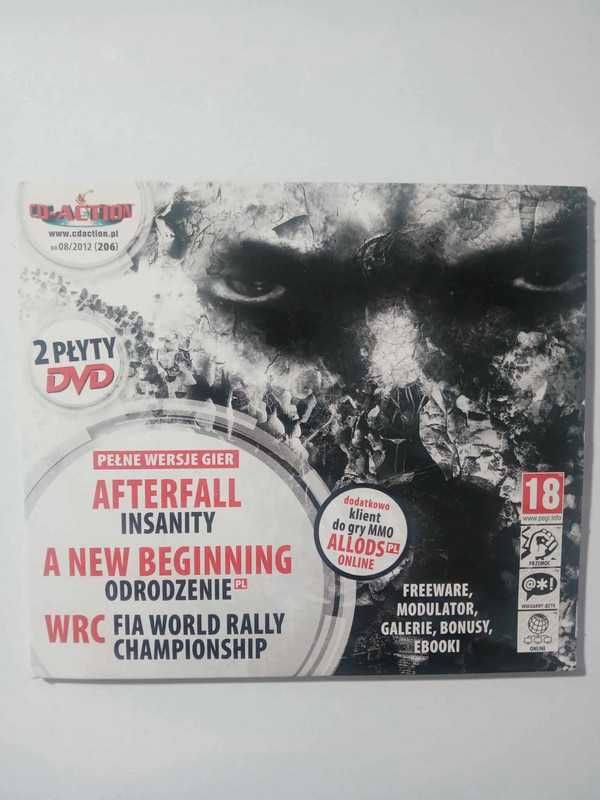 CD-ACTION
www.cdaction.pl
nr 08/2012 (206)
2 PŁYTY
DVD
PEŁNE WERSJE GIER
AFTERFALL
INSANITY
A NEW BEGINNING
ODRODZENIE PL
WRC FIA WORLD RALLY
CHAMPIONSHIP
dodatkowo
klient
do gry MMO
ALLODS PL
ONLINE
FREEWARE,
MODULATOR,
GALERIE, BONUSY,
EBOOKI
18
www.pegi.info
PRZEMOC
@*!
WULGARNY JĘZYK
ONLINE